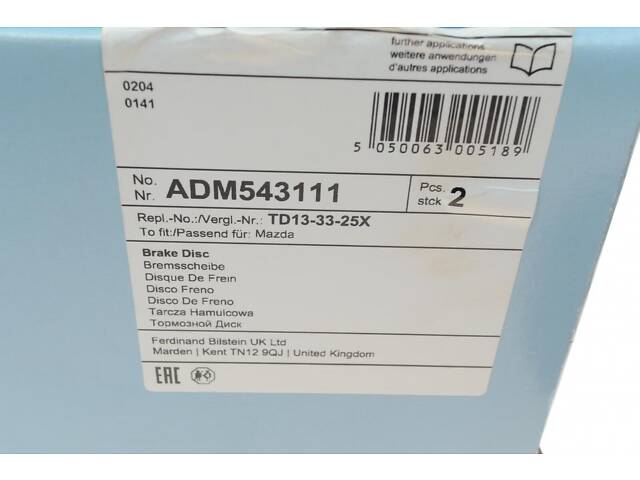 further applications
weitere anwendungen
d'autres applications
0204
0141
5 050063 005189
No.
Nr. ADM543111
Pcs.
stck 2
Repl.-No.:/Vergl.-Nr.: TD13-33-25X
To fit:/Passend für: Mazda
Brake Disc
Bremsscheibe
Disque De Frein
Disco Freno
Disco De Freno
Tarcza Hamulcowa
Тормозной Диск
Ferdinand Bilstein UK Ltd
Marden | Kent TN12 9QJ | United Kingdom
EAC